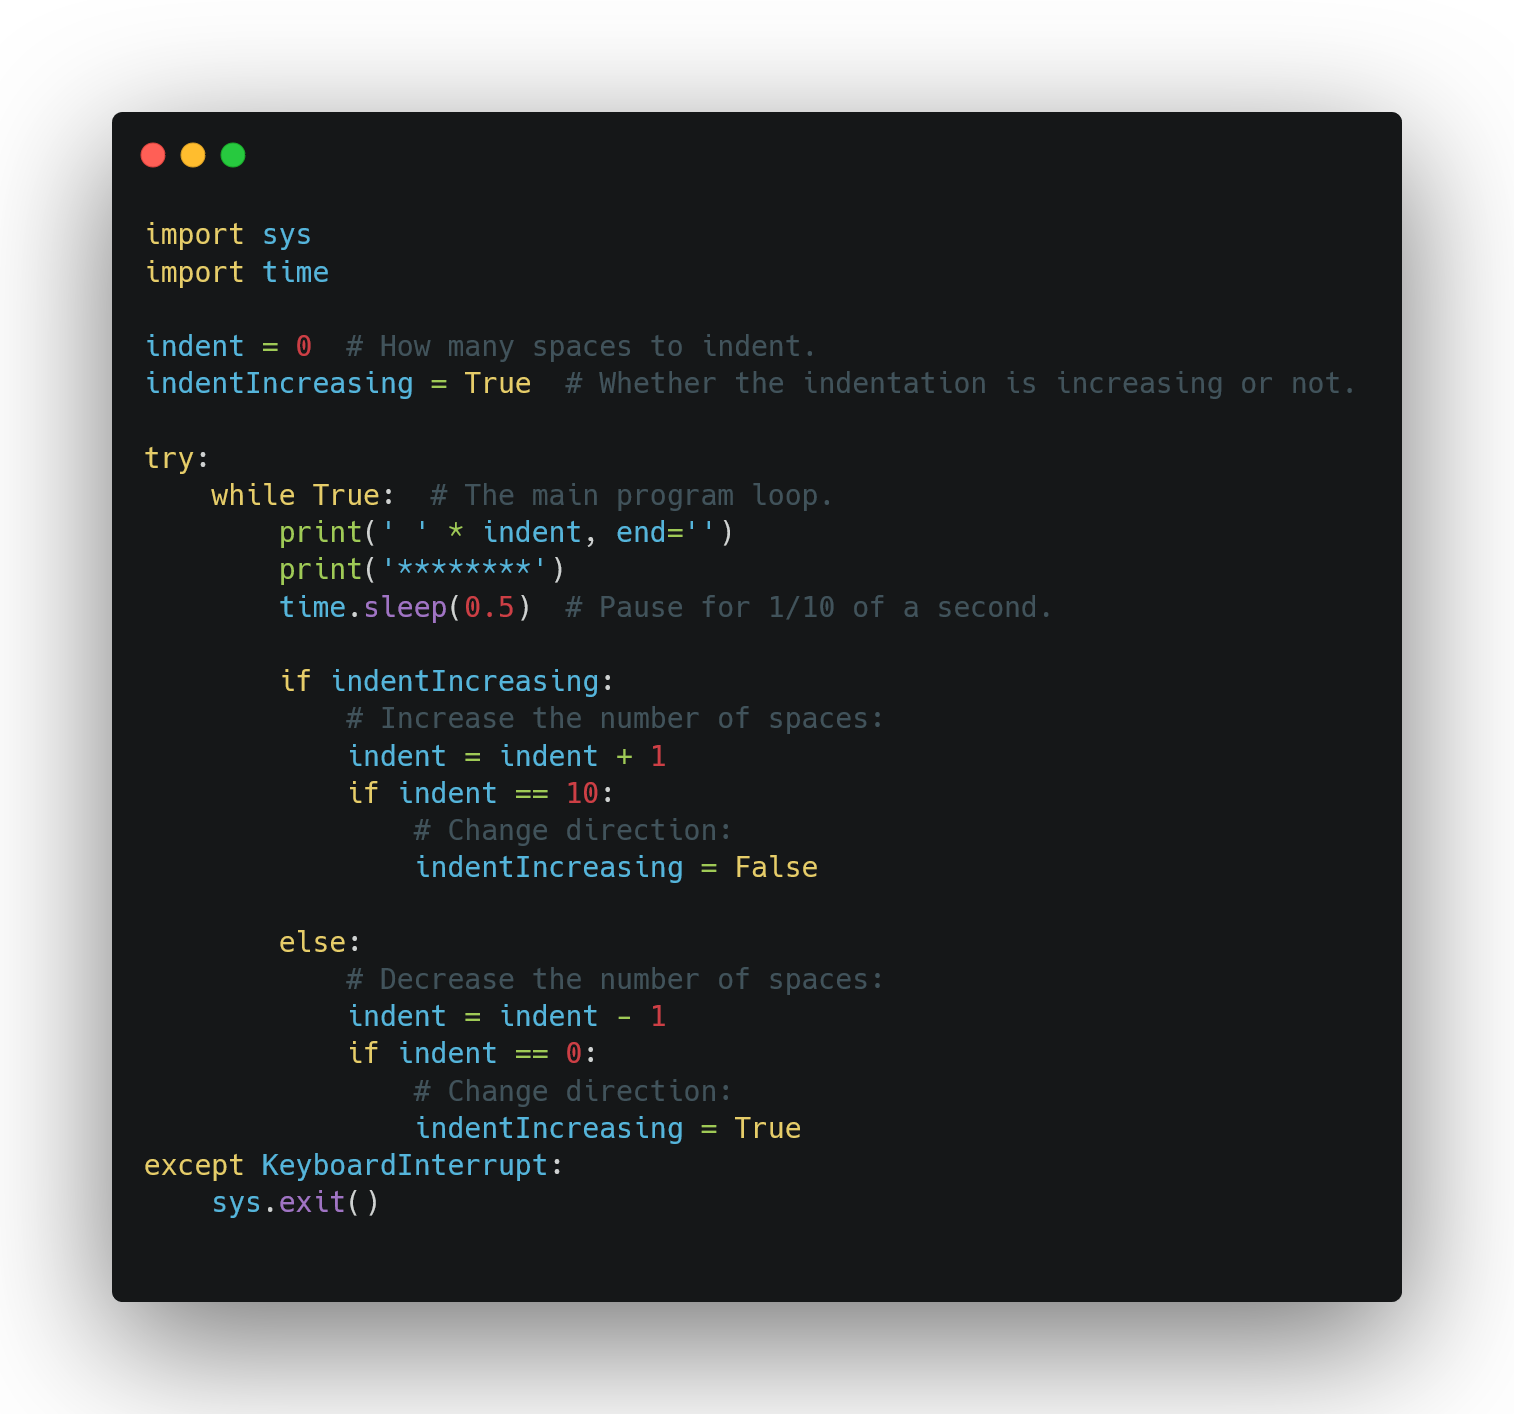 import sys
import time

indent = 0  # How many spaces to indent.
indentIncreasing = True  # Whether the indentation is increasing or not.

try:
    while True:  # The main program loop.
        print(' ' * indent, end='')
        print('********')
        time.sleep(0.5)  # Pause for 1/10 of a second.

        if indentIncreasing:
            # Increase the number of spaces:
            indent = indent + 1
            if indent == 10:
                # Change direction:
                indentIncreasing = False

        else:
            # Decrease the number of spaces:
            indent = indent - 1
            if indent == 0:
                # Change direction:
                indentIncreasing = True
except KeyboardInterrupt:
    sys.exit()